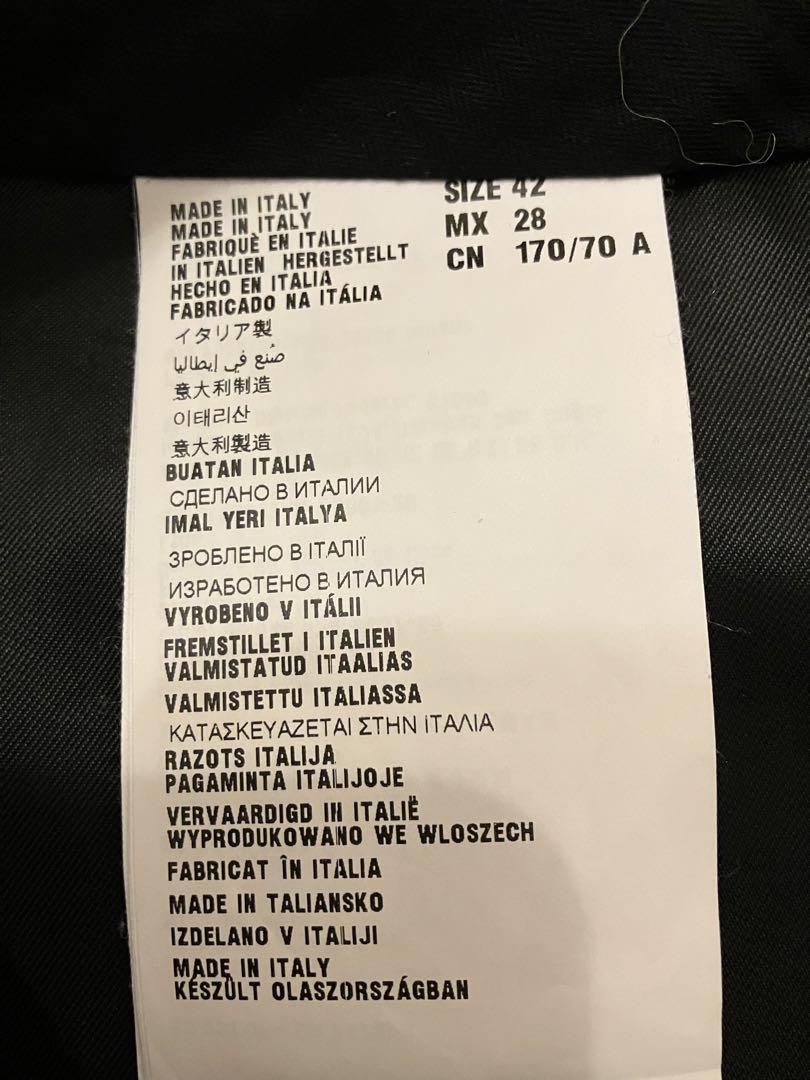 MADE IN ITALY
MADE IN ITALY
FABRIQUÈ EN ITALIE
IN ITALIEN HERGESTELLT
HECHO EN ITALIA
FABRICADO NA ITÁLIA
イタリア製
صُنع في إيطاليا
意大利制造
이태리산
意大利製造
BUATAN ITALIA
СДЕЛАНО В ИТАЛИИ
IMAL YERI ITALYA
ЗРОБЛЕНО В ІТАЛІЇ
ИЗРАБОТЕНО В ИТАЛИЯ
VYROBENO V ITÁLII
FREMSTILLET I ITALIEN
VALMISTATUD ITAALIAS
VALMISTETTU ITALIASSA
ΚΑΤΑΣΚΕΥΑΖΕΤΑΙ ΣΤΗΝ ΙΤΑΛΙΑ
RAZOTS ITALIJA
PAGAMINTA ITALIJOJE
VERVAARDIGD IN ITALIË
WYPRODUKOWANO WE WLOSZECH
FABRICAT ÎN ITALIA
MADE IN TALIANSKO
IZDELANO V ITALIJI
MADE IN ITALY
KÉSZÜLT OLASZORSZÁGBAN
SIZE 42
MX 28
CN 170/70 A